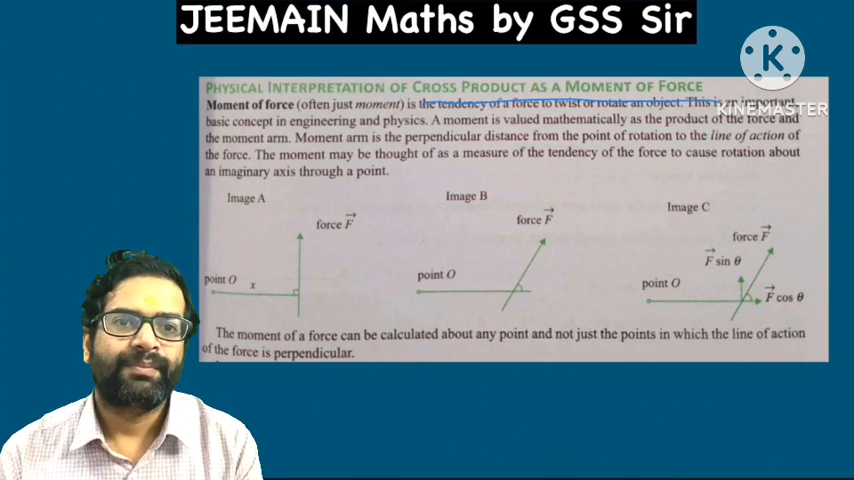 JEEMAIN Maths by GSS Sir
K
KINEMASTER
PHYSICAL INTERPRETATION OF CROSS PRODUCT AS A MOMENT OF FORCE
Moment of force (often just moment) is the tendency of a force to twist or rotate an object. This is an important
basic concept in engineering and physics. A moment is valued mathematically as the product of the force and
the moment arm. Moment arm is the perpendicular distance from the point of rotation to the line of action of
the force. The moment may be thought of as a measure of the tendency of the force to cause rotation about
an imaginary axis through a point.
Image A
force F⃗
point O x
Image B
force F⃗
point O
Image C
force F⃗
F⃗ sin θ
point O
F⃗ cos θ
The moment of a force can be calculated about any point and not just the points in which the line of action
of the force is perpendicular.